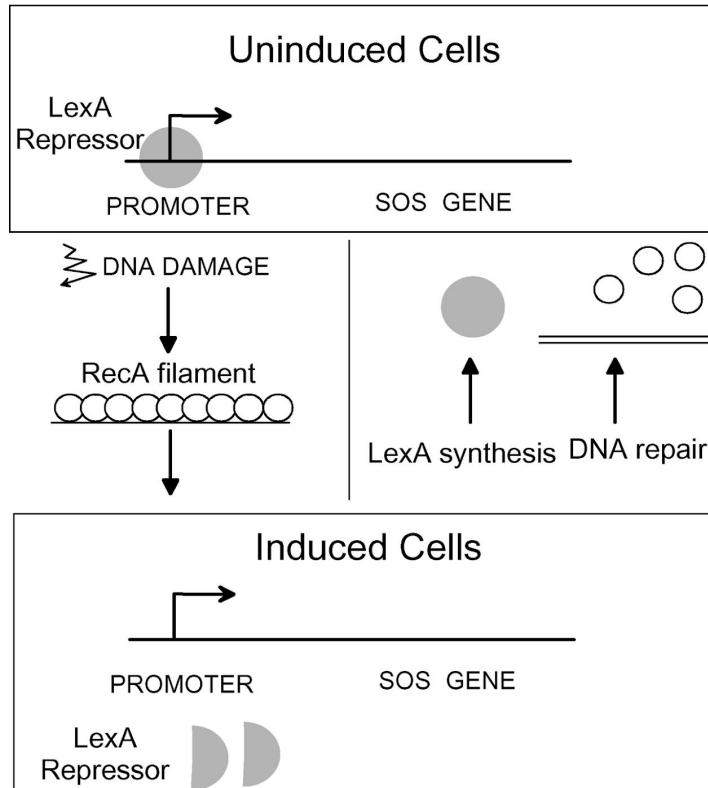 Uninduced Cells
LexA
Repressor
PROMOTER SOS GENE
DNA DAMAGE
RecA filament
LexA synthesis DNA repair
Induced Cells
PROMOTER SOS GENE
LexA
Repressor